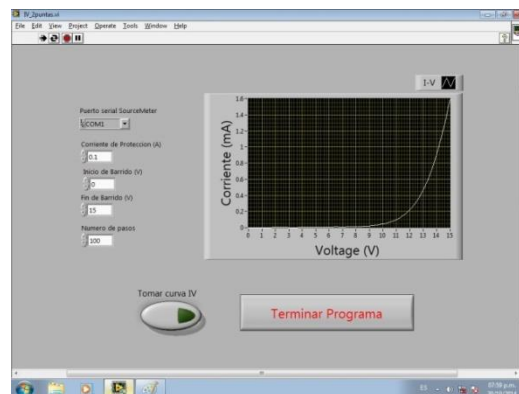 IV_2puntas.vi
File Edit View Project Operate Tools Window Help
I-V
Puerto serial SourceMeter
COM1
Corriente de Proteccion (A)
0.1
Inicio de Barrido (V)
0
Fin de Barrido (V)
15
Numero de pasos
100
Corriente (mA)
1.6
1.4
1.2
1
0.8
0.6
0.4
0.2
0
0 1 2 3 4 5 6 7 8 9 10 11 12 13 14 15
Voltage (V)
Tomar curva IV
Terminar Programa
ES
07:59 p.m.